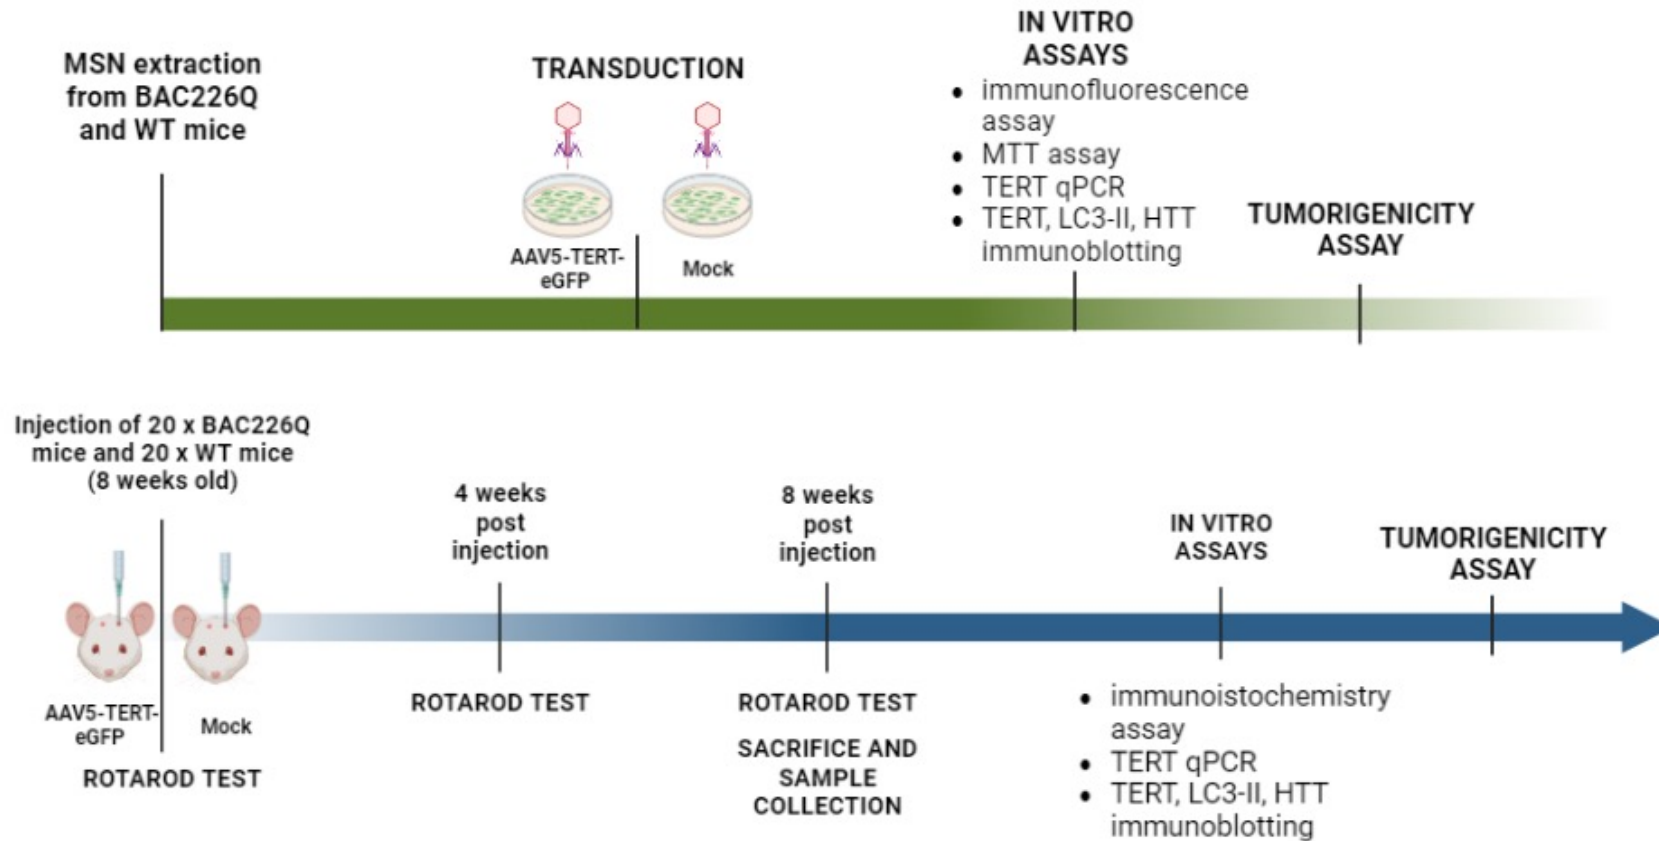 MSN extraction
from BAC226Q
and WT mice
TRANSDUCTION
AAV5-TERT-
eGFP
Mock
IN VITRO
ASSAYS
• immunofluorescence
assay
• MTT assay
• TERT qPCR
• TERT, LC3-II, HTT
immunoblotting
TUMORIGENICITY
ASSAY
Injection of 20 x BAC226Q
mice and 20 x WT mice
(8 weeks old)
AAV5-TERT-
eGFP
Mock
ROTAROD TEST
4 weeks
post
injection
ROTAROD TEST
8 weeks
post
injection
ROTAROD TEST
SACRIFICE AND
SAMPLE
COLLECTION
IN VITRO
ASSAYS
• immunoistochemistry
assay
• TERT qPCR
• TERT, LC3-II, HTT
immunoblotting
TUMORIGENICITY
ASSAY